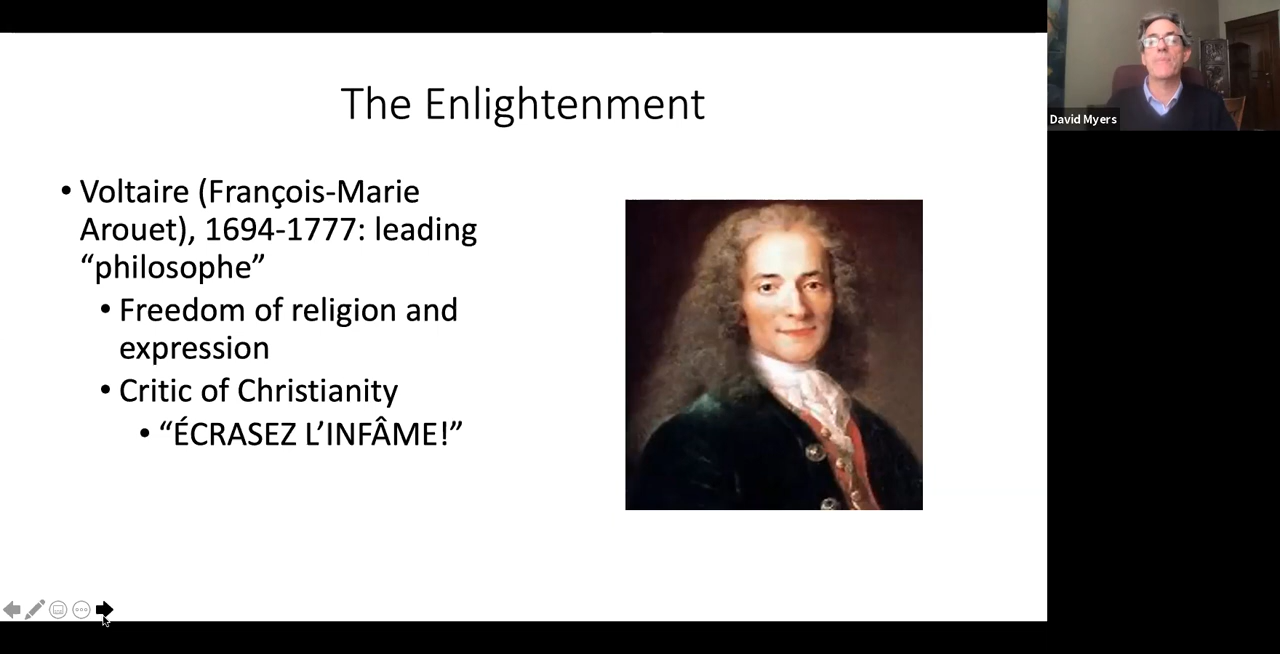 The Enlightenment
• Voltaire (François-Marie
Arouet), 1694-1777: leading
“philosophe”
• Freedom of religion and
expression
• Critic of Christianity
• “ÉCRASEZ L’INFÂME!”
David Myers